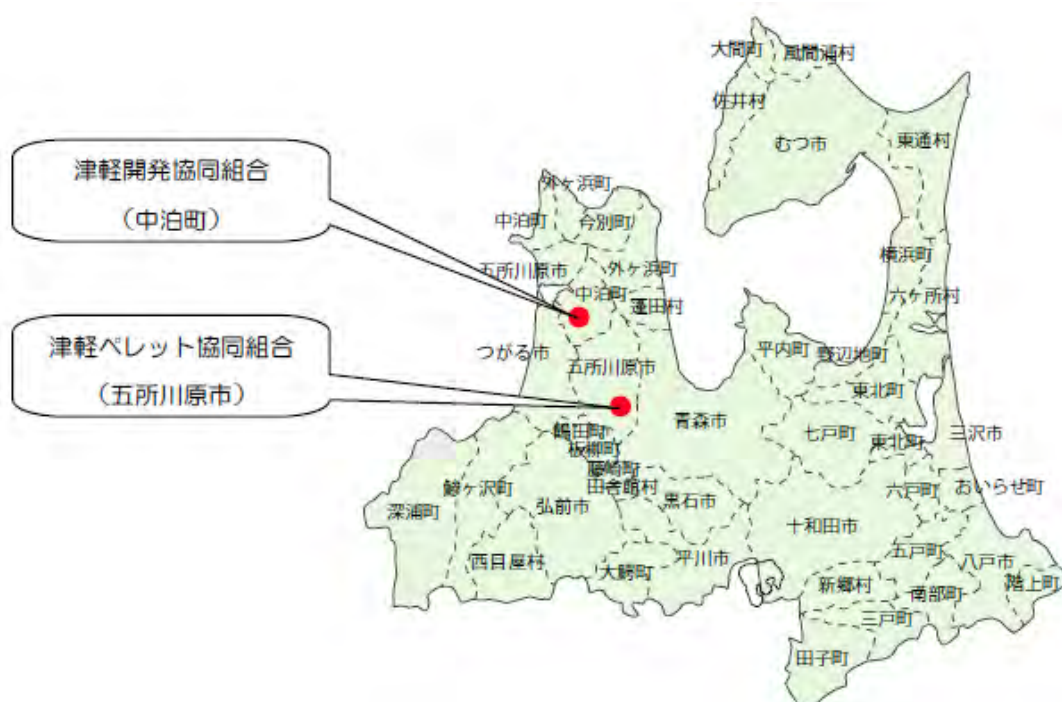 大間町
風間浦村
佐井村
むつ市
東通村
津軽開発協同組合
（中泊町）
外ヶ浜町
中泊町
今別町
五所川原市
外ヶ浜町
横浜町
中泊町
蓬田村
六ヶ所村
津軽ペレット協同組合
（五所川原市）
つがる市
五所川原市
平内町
野辺地町
東北町
青森市
七戸町
東北町
三沢市
鶴田町
板柳町
藤崎町
田舎館村
鯵ヶ沢町
弘前市
黒石市
六戸町
おいらせ町
深浦町
十和田市
西目屋村
大鰐町
平川市
五戸町
八戸市
新郷村
南部町
階上町
三戸町
田子町